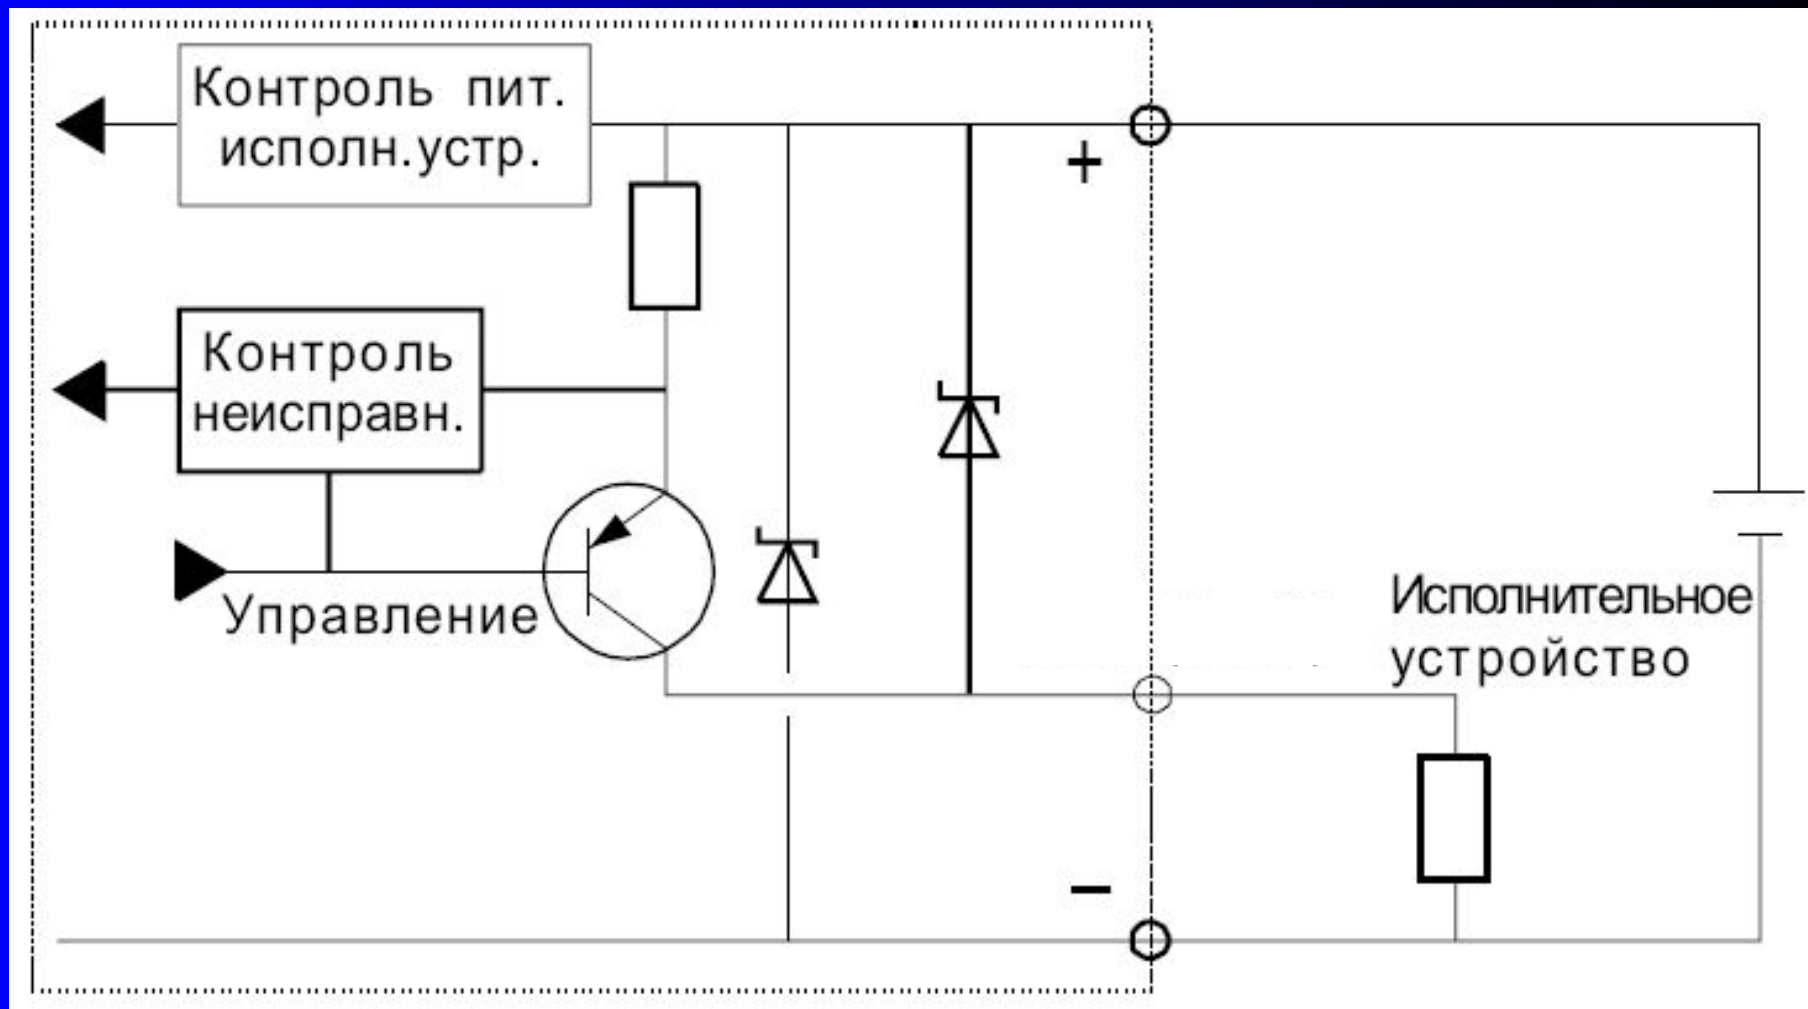 Контроль пит.
исполн.устр.
+
Контроль
неисправн.
Управление
Исполнительное
устройство
–